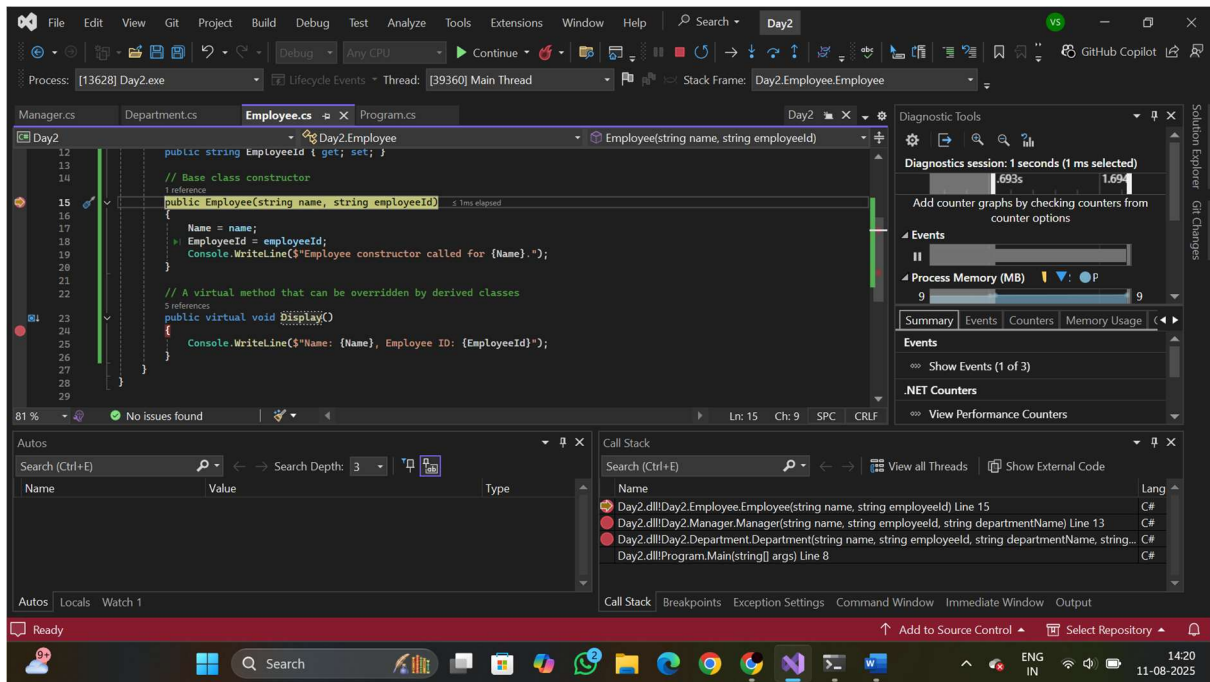 File Edit View Git Project Build Debug Test Analyze Tools Extensions Window Help Search Day2 VS
Debug Any CPU Continue GitHub Copilot
Process: [13628] Day2.exe Lifecycle Events Thread: [39360] Main Thread Stack Frame: Day2.Employee.Employee
Manager.cs Department.cs Employee.cs Program.cs Day2
Day2 Day2.Employee Employee(string name, string employeeId)
12 public string EmployeeId { get; set; }
13
14 // Base class constructor
1 reference
15 public Employee(string name, string employeeId) ≤ 1ms elapsed
16 {
17 Name = name;
18 EmployeeId = employeeId;
19 Console.WriteLine($"Employee constructor called for {Name}.");
20 }
21
22 // A virtual method that can be overridden by derived classes
5 references
23 public virtual void Display()
24 {
25 Console.WriteLine($"Name: {Name}, Employee ID: {EmployeeId}");
26 }
27 }
28 }
29
81 % No issues found Ln: 15 Ch: 9 SPC CRLF
Diagnostic Tools
Diagnostics session: 1 seconds (1 ms selected)
.693s 1.694
Add counter graphs by checking counters from
counter options
Events
Process Memory (MB) P
9 9
Summary Events Counters Memory Usage
Events
Show Events (1 of 3)
.NET Counters
View Performance Counters
Solution Explorer
Git Changes
Autos
Search (Ctrl+E) Search Depth: 3
Name Value Type
Autos Locals Watch 1
Call Stack
Search (Ctrl+E) View all Threads Show External Code
Name Lang
Day2.dll!Day2.Employee.Employee(string name, string employeeId) Line 15 C#
Day2.dll!Day2.Manager.Manager(string name, string employeeId, string departmentName) Line 13 C#
Day2.dll!Day2.Department.Department(string name, string employeeId, string departmentName, string... C#
Day2.dll!Program.Main(string[] args) Line 8 C#
Call Stack Breakpoints Exception Settings Command Window Immediate Window Output
Ready Add to Source Control Select Repository
9+ Search 2 ENG 14:20
IN 11-08-2025